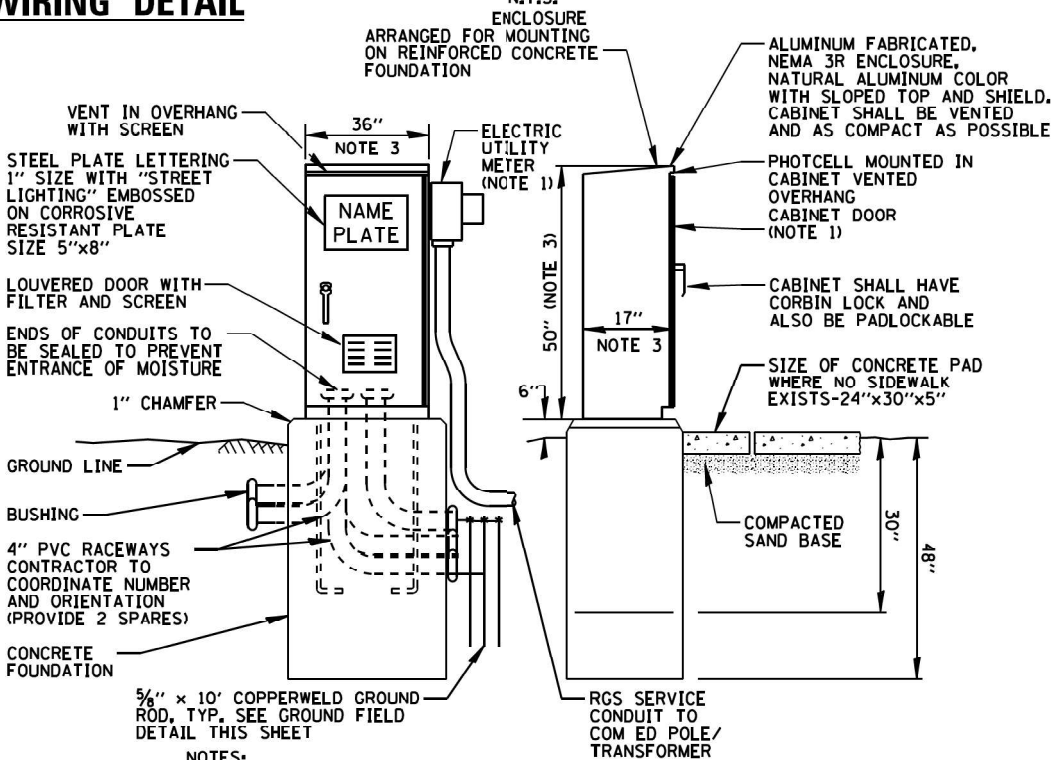 WIRING DETAIL
N.T.S.
ENCLOSURE
ARRANGED FOR MOUNTING
ON REINFORCED CONCRETE
FOUNDATION
ALUMINUM FABRICATED,
NEMA 3R ENCLOSURE,
NATURAL ALUMINUM COLOR
WITH SLOPED TOP AND SHIELD.
CABINET SHALL BE VENTED
AND AS COMPACT AS POSSIBLE
VENT IN OVERHANG
WITH SCREEN
36"
NOTE 3
ELECTRIC
UTILITY
METER
(NOTE 1)
STEEL PLATE LETTERING
1" SIZE WITH "STREET
LIGHTING" EMBOSSED
ON CORROSIVE
RESISTANT PLATE
SIZE 5"x8"
NAME
PLATE
PHOTCELL MOUNTED IN
CABINET VENTED
OVERHANG
CABINET DOOR
(NOTE 1)
50" (NOTE 3)
LOUVERED DOOR WITH
FILTER AND SCREEN
CABINET SHALL HAVE
CORBIN LOCK AND
ALSO BE PADLOCKABLE
17"
NOTE 3
ENDS OF CONDUITS TO
BE SEALED TO PREVENT
ENTRANCE OF MOISTURE
SIZE OF CONCRETE PAD
WHERE NO SIDEWALK
EXISTS-24"x30"x5"
6"
1" CHAMFER
GROUND LINE
BUSHING
COMPACTED
SAND BASE
30"
48"
4" PVC RACEWAYS
CONTRACTOR TO
COORDINATE NUMBER
AND ORIENTATION
(PROVIDE 2 SPARES)
CONCRETE
FOUNDATION
5/8" x 10' COPPERWELD GROUND
ROD, TYP. SEE GROUND FIELD
DETAIL THIS SHEET
RGS SERVICE
CONDUIT TO
COM ED POLE/
TRANSFORMER
NOTES: